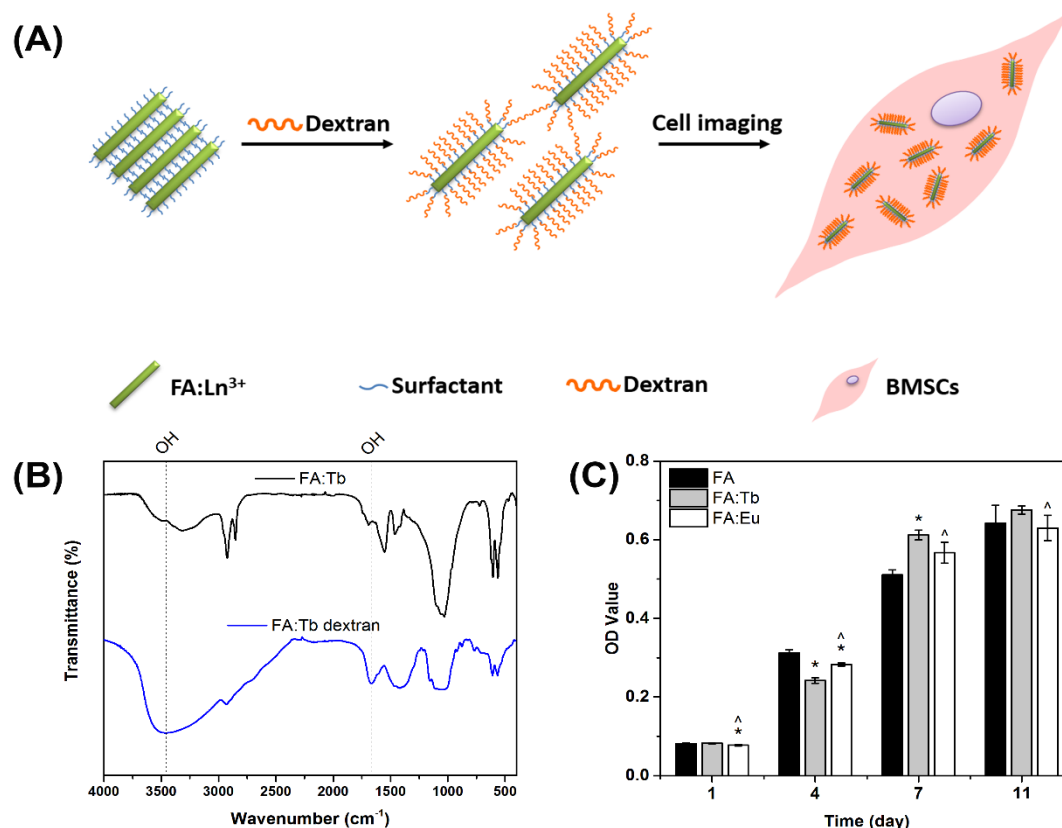 (A)
Dextran
Cell imaging
FA:Ln³⁺
Surfactant
Dextran
BMSCs
(B)
OH
OH
FA:Tb
FA:Tb dextran
Transmittance (%)
4000 3500 3000 2500 2000 1500 1000 500
Wavenumber (cm⁻¹)
(C)
0.8
0.6
0.4
0.2
0.0
OD Value
FA
FA:Tb
FA:Eu
^
*
*
^
*
*
^
^
1 4 7 11
Time (day)